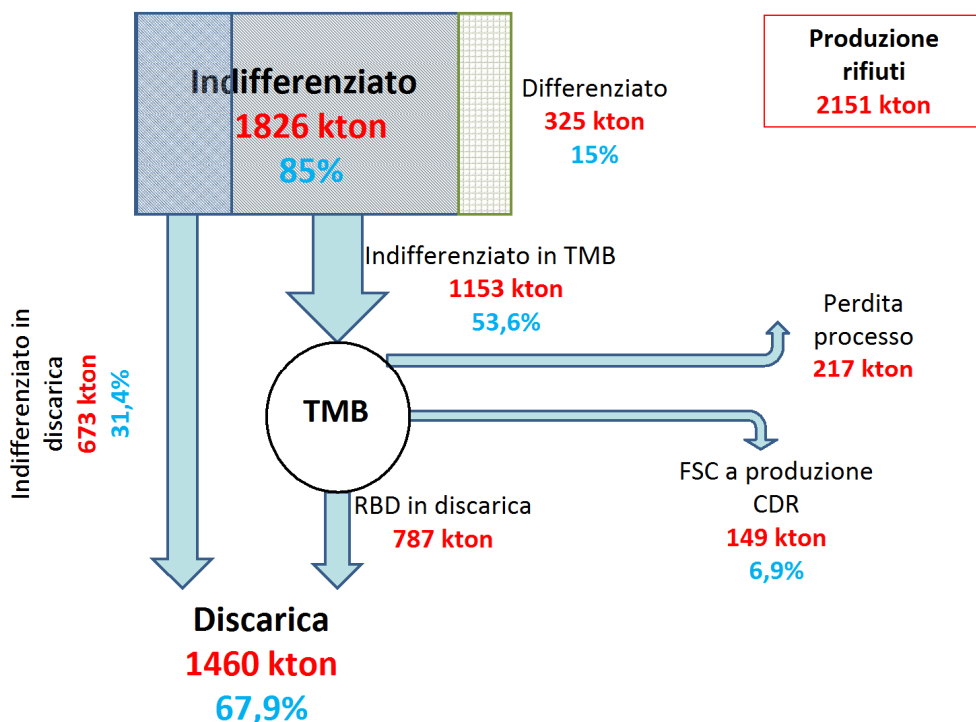 Produzione
rifiuti
2151 kton
Indifferenziato
1826 kton
85%
Differenziato
325 kton
15%
Indifferenziato in TMB
1153 kton
53,6%
Perdita
processo
217 kton
Indifferenziato in
discarica
673 kton
31,4%
TMB
FSC a produzione
CDR
149 kton
6,9%
RBD in discarica
787 kton
Discarica
1460 kton
67,9%